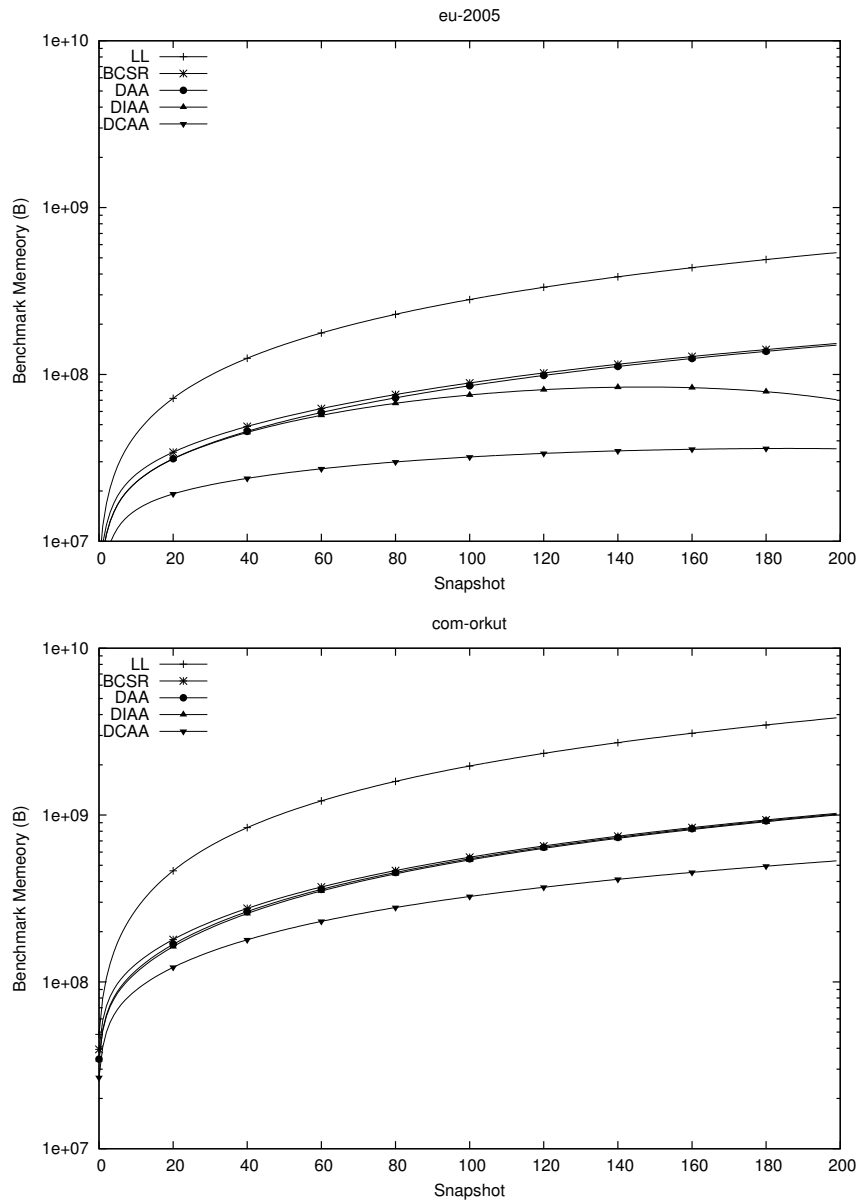 eu-2005
1e+10
LL
BCSR
DAA
DIAA
DCAA
1e+09
Benchmark Memeory (B)
1e+08
1e+07
0 20 40 60 80 100 120 140 160 180 200
Snapshot
com-orkut
1e+10
LL
BCSR
DAA
DIAA
DCAA
1e+09
Benchmark Memeory (B)
1e+08
1e+07
0 20 40 60 80 100 120 140 160 180 200
Snapshot